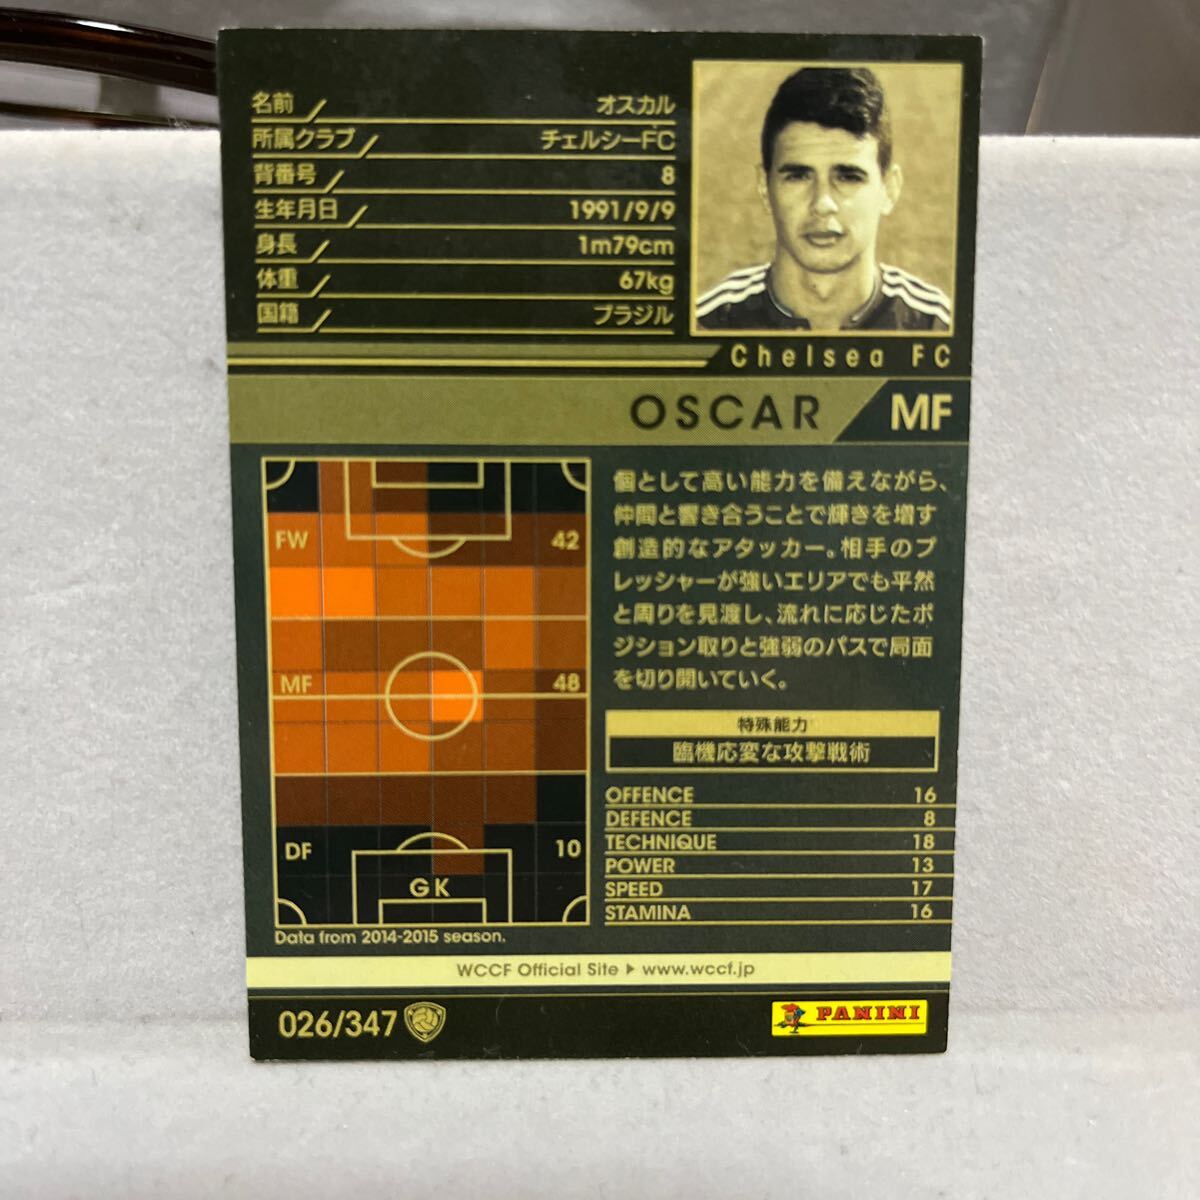 名前 オスカル
所属クラブ チェルシーFC
背番号 8
生年月日 1991/9/9
身長 1m79cm
体重 67kg
国籍 ブラジル
Chelsea FC
OSCAR MF
FW 42
MF 48
DF 10
GK
Data from 2014-2015 season.
個として高い能力を備えながら、
仲間と響き合うことで輝きを増す
創造的なアタッカー。相手のプ
レッシャーが強いエリアでも平然
と周りを見渡し、流れに応じたポ
ジション取りと強弱のパスで局面
を切り開いていく。
特殊能力
臨機応変な攻撃戦術
OFFENCE 16
DEFENCE 8
TECHNIQUE 18
POWER 13
SPEED 17
STAMINA 16
WCCF Official Site ▶ www.wccf.jp
026/347
PANINI